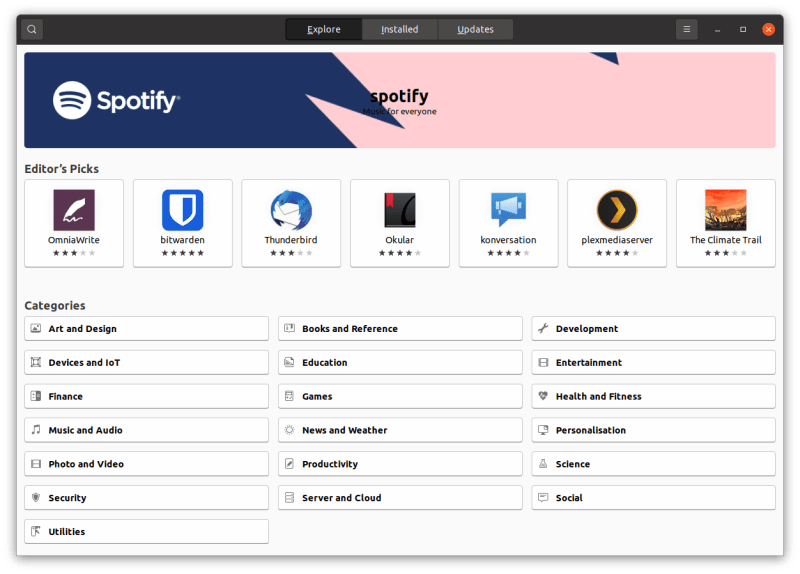 Explore Installed Updates
Spotify
spotify
Music for everyone
Editor's Picks
OmniaWrite bitwarden Thunderbird Okular konversation plexmediaserver The Climate Trail
Categories
Art and Design Books and Reference Development
Devices and IoT Education Entertainment
Finance Games Health and Fitness
Music and Audio News and Weather Personalisation
Photo and Video Productivity Science
Security Server and Cloud Social
Utilities